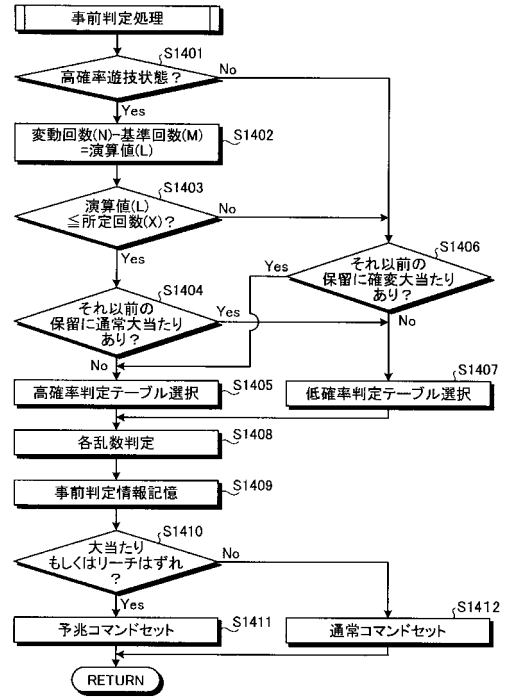 事前判定処理
S1401
高確率遊技状態？
No
Yes
変動回数(N)-基準回数(M)
=演算値(L)
S1402
S1403
演算値(L)
≦所定回数(X)？
No
Yes
S1404
それ以前の
保留に通常大当たり
あり？
Yes
No
S1406
それ以前の
保留に確変大当たり
あり？
Yes
No
高確率判定テーブル選択
S1405
低確率判定テーブル選択
S1407
各乱数判定
S1408
事前判定情報記憶
S1409
S1410
大当たり
もしくはリーチはずれ
？
No
Yes
予兆コマンドセット
S1411
通常コマンドセット
S1412
RETURN